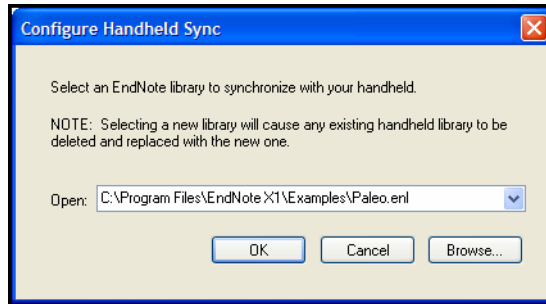 Configure Handheld Sync
Select an EndNote library to synchronize with your handheld.
NOTE:  Selecting a new library will cause any existing handheld library to be
deleted and replaced with the new one.
Open: C:\Program Files\EndNote X1\Examples\Paleo.enl
OK Cancel Browse...